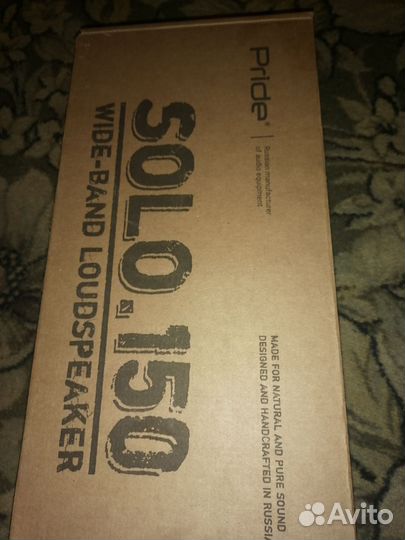 Pride®
Russian manufacturer
of audio equipment
SOLO.150
WIDE-BAND LOUDSPEAKER
MADE FOR NATURAL AND PURE SOUND
DESIGNED AND HANDCRAFTED IN RUSSIA
Avito